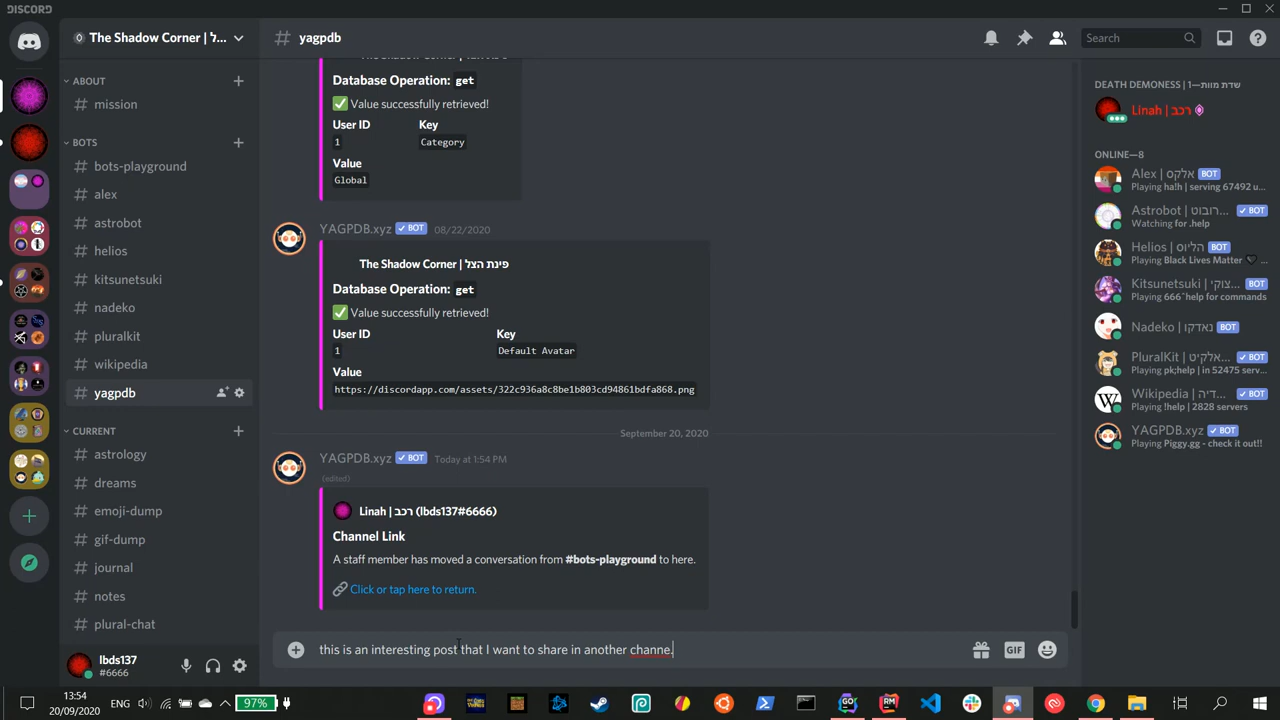 DISCORD
The Shadow Corner | פינת הצל...
# yagpdb
Search
ABOUT
# mission
BOTS
# bots-playground
# alex
# astrobot
# helios
# kitsunetsuki
# nadeko
# pluralkit
# wikipedia
# yagpdb
CURRENT
# astrology
# dreams
# emoji-dump
# gif-dump
# journal
# notes
# plural-chat
lbds137
#6666
Database Operation: get
✅ Value successfully retrieved!
User ID Key
1 Category
Value
Global
YAGPDB.xyz ✔ BOT 08/22/2020
The Shadow Corner | פינת הצל
Database Operation: get
✅ Value successfully retrieved!
User ID Key
1 Default Avatar
Value
https://discordapp.com/assets/322c936a8c8be1b803cd94861bdfa868.png
September 20, 2020
YAGPDB.xyz ✔ BOT Today at 1:54 PM
(edited)
Linah | רכב (lbds137#6666)
Channel Link
A staff member has moved a conversation from #bots-playground to here.
🔗 Click or tap here to return.
this is an interesting post that I want to share in another channe.
GIF
DEATH DEMONESS | שדת מוות—1
Linah | רכב
ONLINE—8
Alex | אלקס BOT
Playing ha!h | serving 67492 u...
Astrobot | ...רובוט ✔ BOT
Watching for .help
Helios | הליוס BOT
Playing Black Lives Matter 🖤...
Kitsunetsuki | ...צוקי BOT
Playing 666^help for commands
Nadeko | נאדקו BOT
PluralKit | ...אלקיט ✔ BOT
Playing pk;help | in 52475 serv...
Wikipedia | ...דיה ✔ BOT
Playing !help | 2828 servers
YAGPDB.xyz ✔ BOT
Playing Piggy.gg - check it out!!
13:54
20/09/2020
ENG
97%